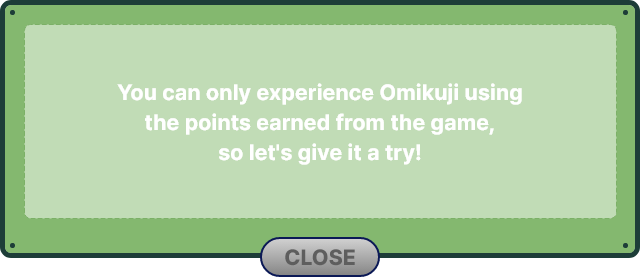 You can only experience Omikuji using
the points earned from the game,
so let's give it a try!
CLOSE